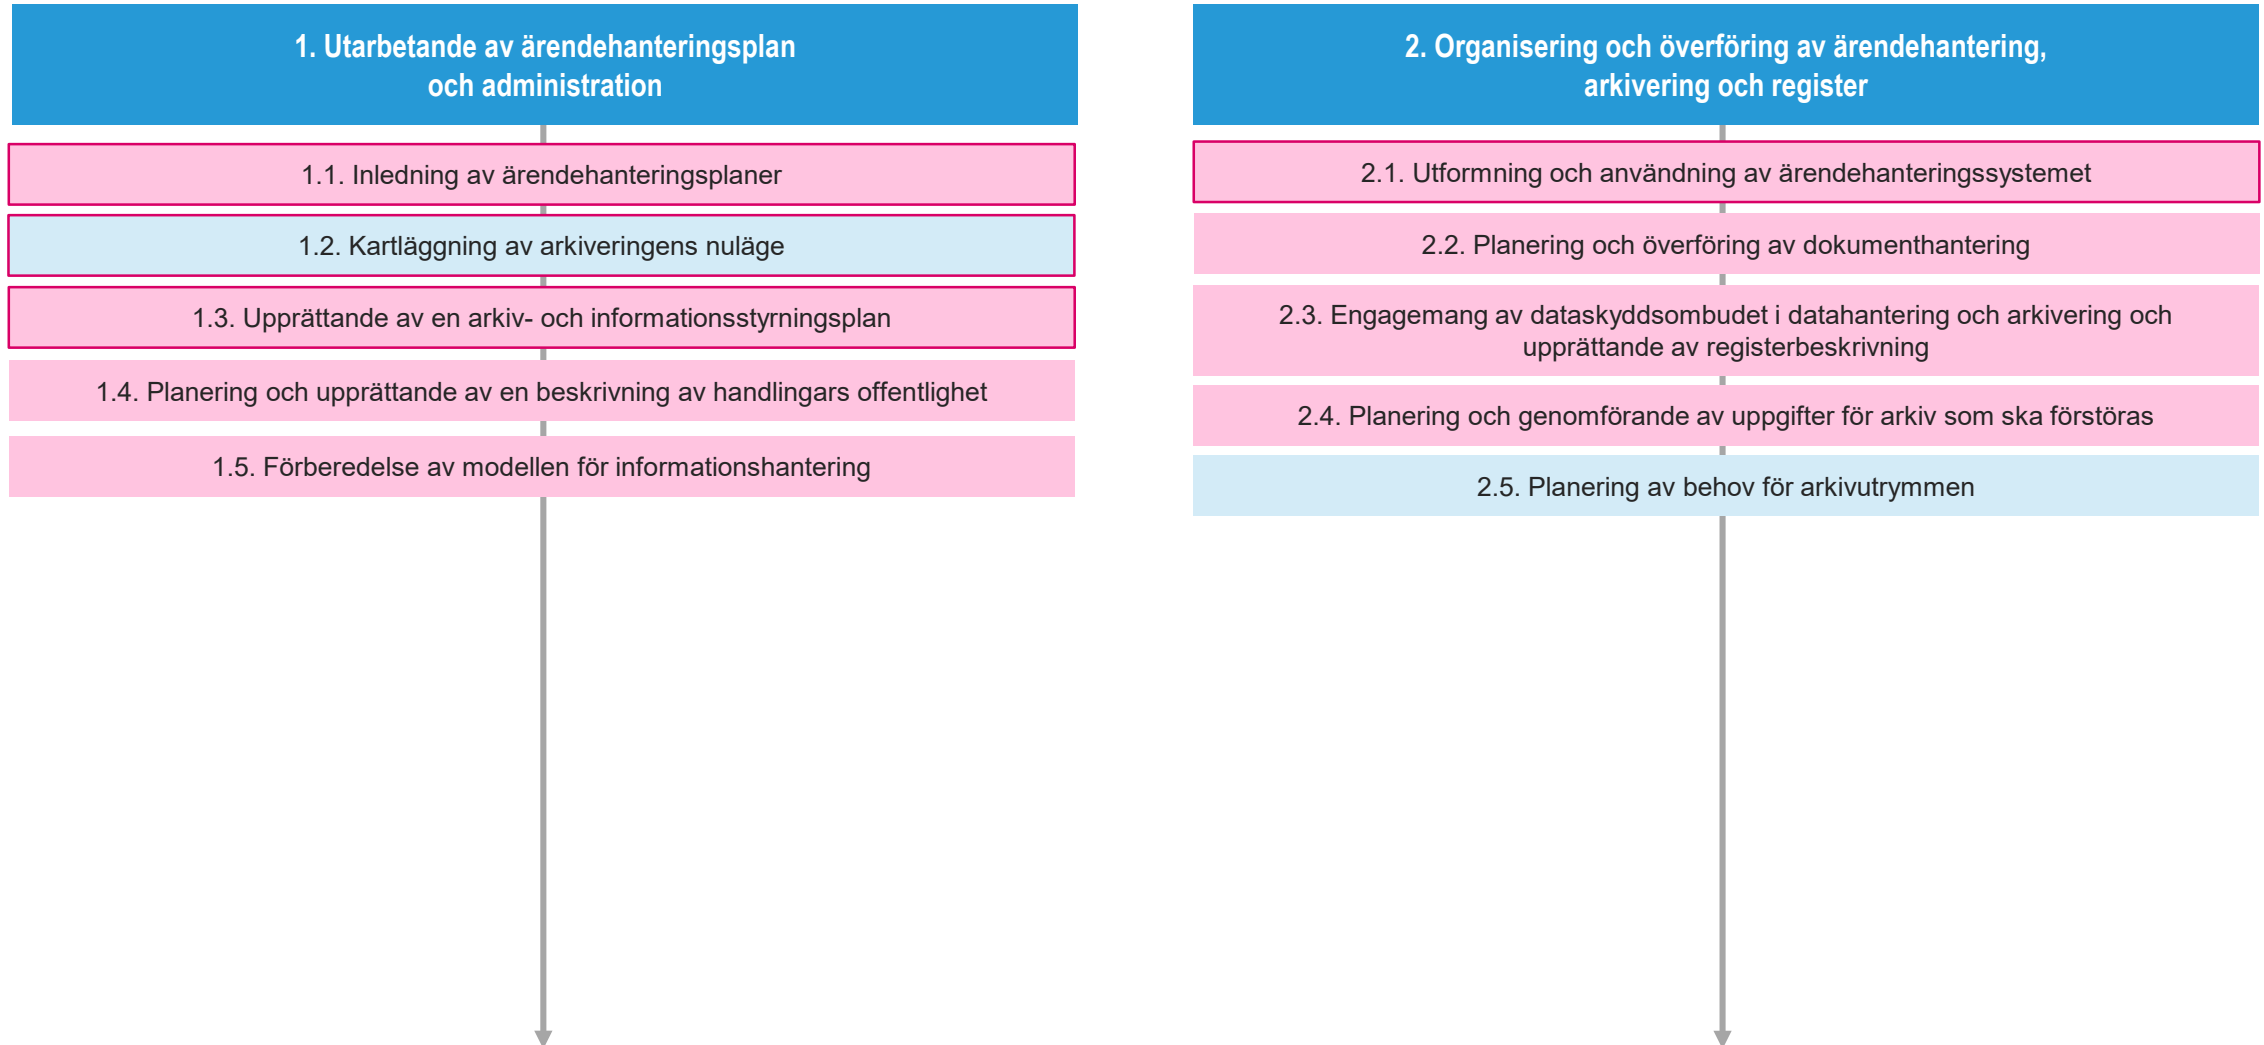 1. Utarbetande av ärendehanteringsplan
och administration
1.1. Inledning av ärendehanteringsplaner
1.2. Kartläggning av arkiveringens nuläge
1.3. Upprättande av en arkiv- och informationsstyrningsplan
1.4. Planering och upprättande av en beskrivning av handlingars offentlighet
1.5. Förberedelse av modellen för informationshantering
2. Organisering och överföring av ärendehantering,
arkivering och register
2.1. Utformning och användning av ärendehanteringssystemet
2.2. Planering och överföring av dokumenthantering
2.3. Engagemang av dataskyddsombudet i datahantering och arkivering och
upprättande av registerbeskrivning
2.4. Planering och genomförande av uppgifter för arkiv som ska förstöras
2.5. Planering av behov för arkivutrymmen